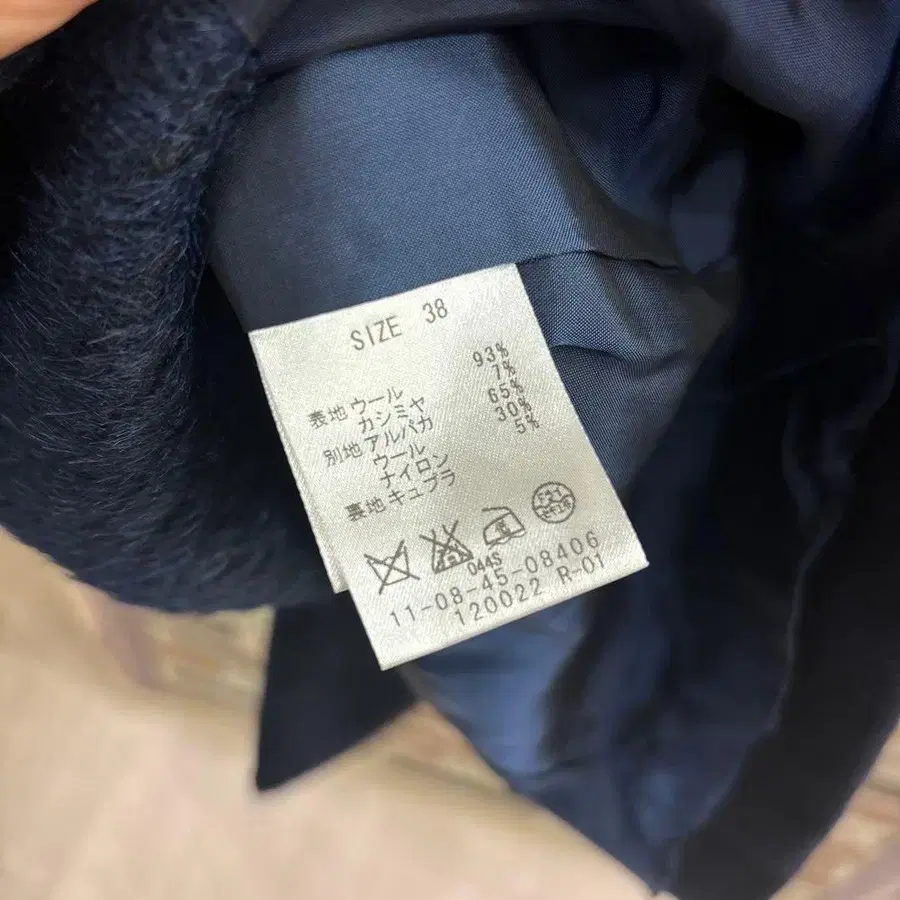 SIZE 38
表地 ウール 93%
カシミヤ 7%
別地 アルパカ 65%
ウール 30%
ナイロン 5%
裏地 キュプラ
044S
11-08-45-08406
120022 R-01